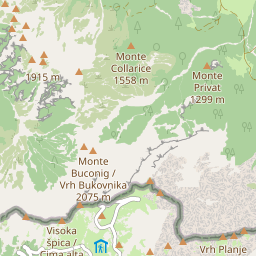 Monte
Collarice
1558 m
1915 m
Monte
Privat
1299 m
Monte
Buconig /
Vrh Bukovnika
2075 m
Visoka
špica /
Cima alta
Vrh Planje